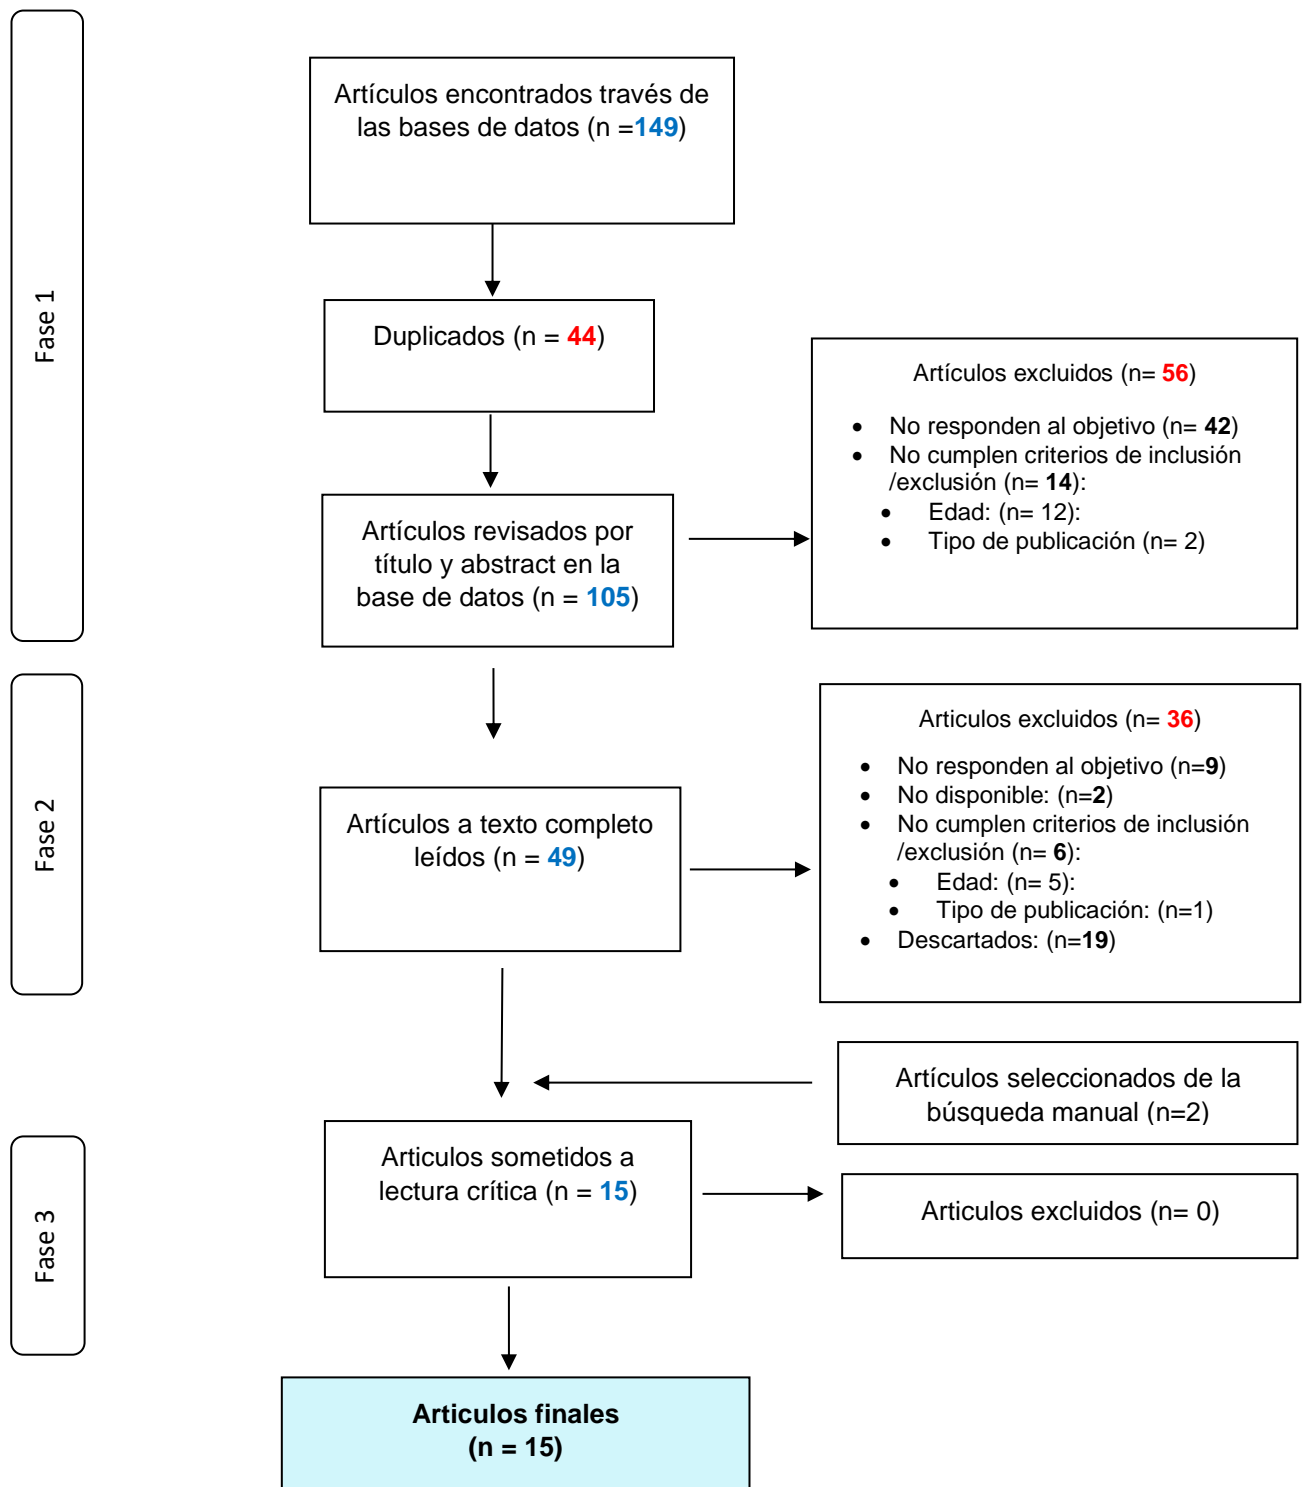 Fase 1
Artículos encontrados través de
las bases de datos (n =149)
Duplicados (n = 44)
Artículos excluidos (n= 56)
• No responden al objetivo (n= 42)
• No cumplen criterios de inclusión
/exclusión (n= 14):
• Edad: (n= 12):
• Tipo de publicación (n= 2)
Artículos revisados por
título y abstract en la
base de datos (n = 105)
Fase 2
Artículos a texto completo
leídos (n = 49)
Articulos excluidos (n= 36)
• No responden al objetivo (n=9)
• No disponible: (n=2)
• No cumplen criterios de inclusión
/exclusión (n= 6):
• Edad: (n= 5):
• Tipo de publicación: (n=1)
• Descartados: (n=19)
Artículos seleccionados de la
búsqueda manual (n=2)
Fase 3
Articulos sometidos a
lectura crítica (n = 15)
Articulos excluidos (n= 0)
Articulos finales
(n = 15)